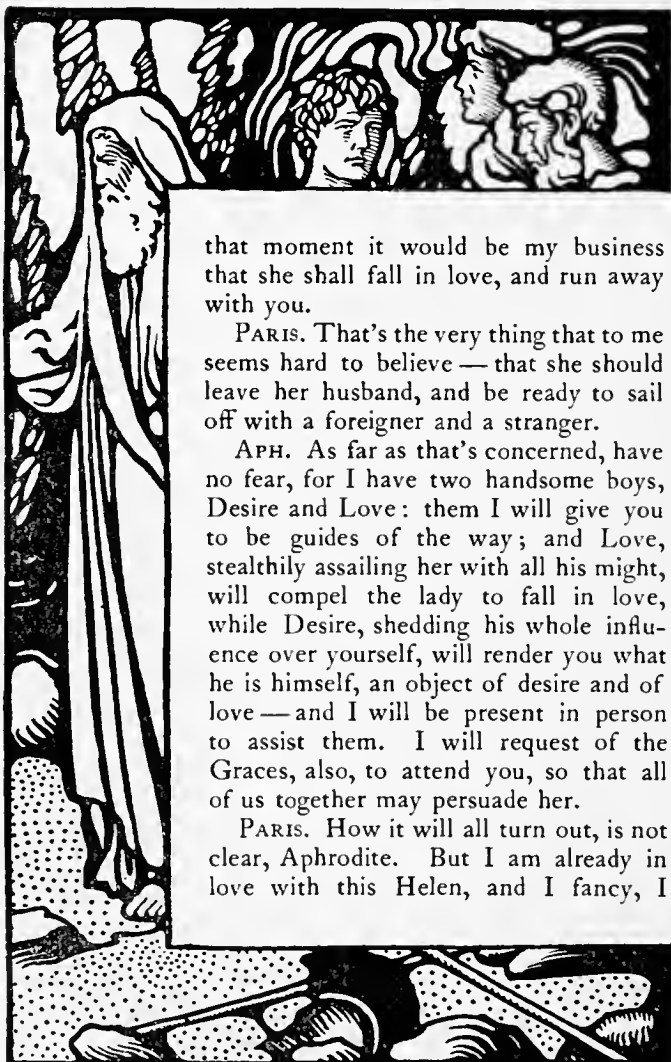 that moment it would be my business
that she shall fall in love, and run away
with you.
PARIS. That's the very thing that to me
seems hard to believe — that she should
leave her husband, and be ready to sail
off with a foreigner and a stranger.
APH. As far as that's concerned, have
no fear, for I have two handsome boys,
Desire and Love: them I will give you
to be guides of the way; and Love,
stealthily assailing her with all his might,
will compel the lady to fall in love,
while Desire, shedding his whole influ-
ence over yourself, will render you what
he is himself, an object of desire and of
love — and I will be present in person
to assist them. I will request of the
Graces, also, to attend you, so that all
of us together may persuade her.
PARIS. How it will all turn out, is not
clear, Aphrodite. But I am already in
love with this Helen, and I fancy, I